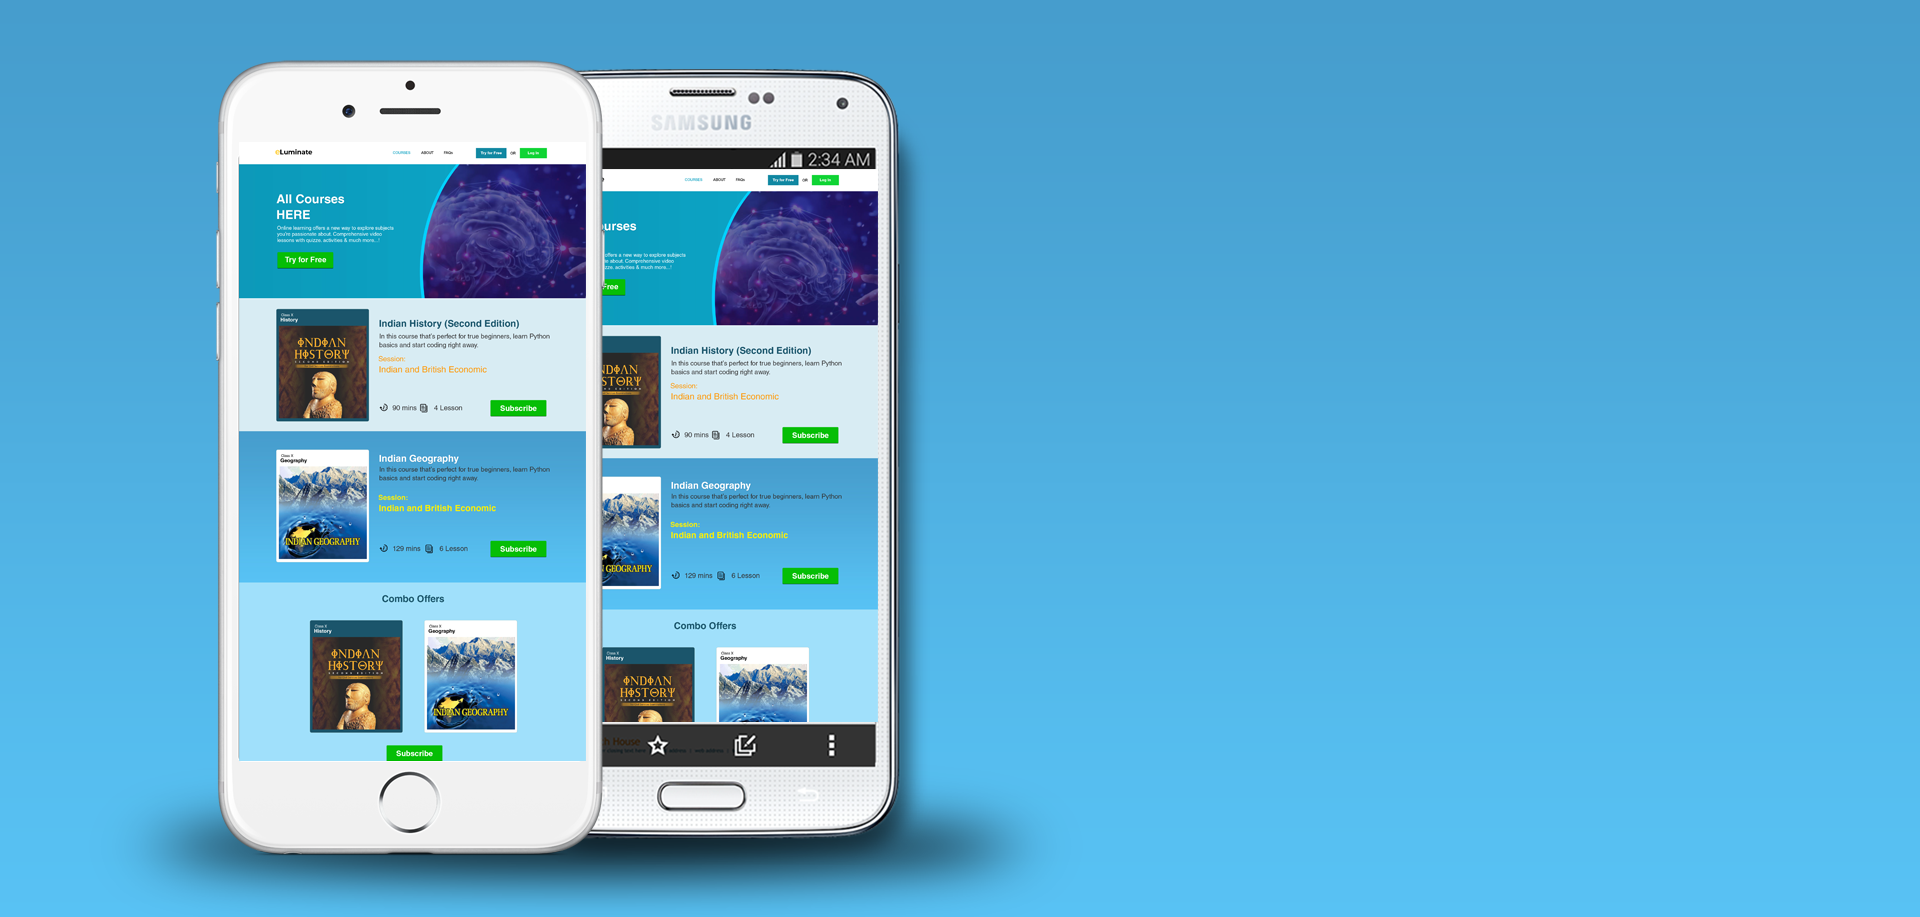 eLuminate
COURSES ABOUT FAQs Try for Free OR Log In
All Courses
HERE
Online learning offers a new way to explore subjects
you're passionate about. Comprehensive video
lessons with quizze, activities & much more...!
Try for Free
Class X
History
INDIAN
HISTORY
SECOND EDITION
Indian History (Second Edition)
In this course that's perfect for true beginners, learn Python
basics and start coding right away.
Session:
Indian and British Economic
90 mins 4 Lesson Subscribe
Class X
Geography
INDIAN GEOGRAPHY
Indian Geography
In this course that's perfect for true beginners, learn Python
basics and start coding right away.
Session:
Indian and British Economic
129 mins 6 Lesson Subscribe
Combo Offers
Class X
History
INDIAN
HISTORY
SECOND EDITION
Class X
Geography
INDIAN GEOGRAPHY
Subscribe
SAMSUNG
2:34 AM
COURSES ABOUT FAQs Try for Free OR Log In
urses
offers a new way to explore subjects
te about. Comprehensive video
zze, activities & much more...!
Free
Indian History (Second Edition)
In this course that's perfect for true beginners, learn Python
basics and start coding right away.
Session:
Indian and British Economic
90 mins 4 Lesson Subscribe
GEOGRAPHY
Indian Geography
In this course that's perfect for true beginners, learn Python
basics and start coding right away.
Session:
Indian and British Economic
129 mins 6 Lesson Subscribe
Combo Offers
Class X
History
INDIAN
HISTORY
SECOND EDITION
Class X
Geography
House